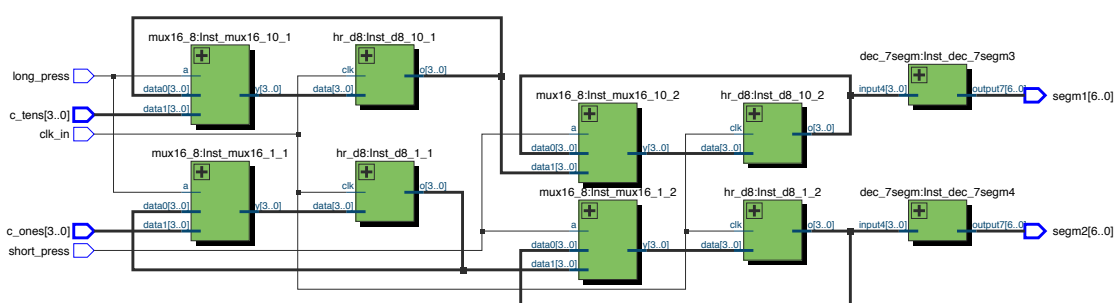 mux16_8:Inst_mux16_10_1
hr_d8:Inst_d8_10_1
long_press
a
data0[3..0]
data1[3..0]
y[3..0]
clk
data[3..0]
o[3..0]
c_tens[3..0]
clk_in
mux16_8:Inst_mux16_1_1
hr_d8:Inst_d8_1_1
a
data0[3..0]
data1[3..0]
y[3..0]
clk
data[3..0]
o[3..0]
c_ones[3..0]
short_press
mux16_8:Inst_mux16_10_2
hr_d8:Inst_d8_10_2
a
data0[3..0]
data1[3..0]
y[3..0]
clk
data[3..0]
o[3..0]
mux16_8:Inst_mux16_1_2
hr_d8:Inst_d8_1_2
a
data0[3..0]
data1[3..0]
y[3..0]
clk
data[3..0]
o[3..0]
dec_7segm:Inst_dec_7segm3
input4[3..0]
output7[6..0]
segm1[6..0]
dec_7segm:Inst_dec_7segm4
input4[3..0]
output7[6..0]
segm2[6..0]